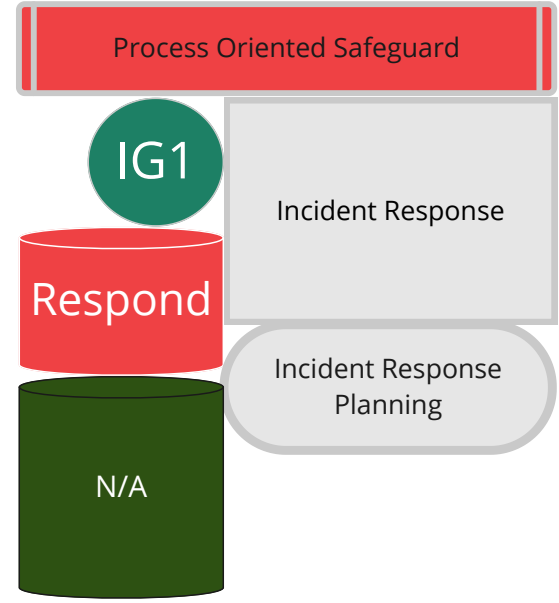 Process Oriented Safeguard
IG1
Incident Response
Respond
Incident Response
Planning
N/A